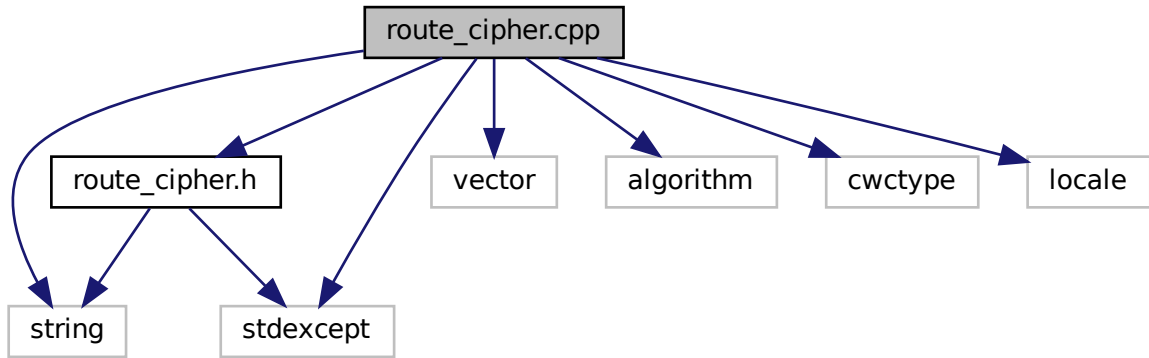 route_cipher.cpp
route_cipher.h
vector
algorithm
cwctype
locale
string
stdexcept